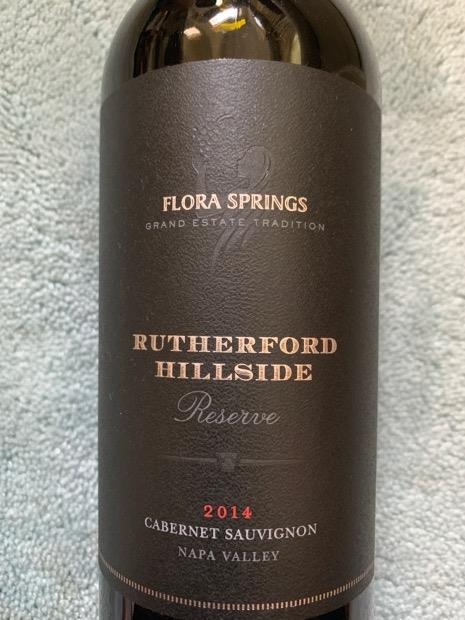 FLORA SPRINGS
GRAND ESTATE TRADITION
RUTHERFORD
HILLSIDE
Reserve
2014
CABERNET SAUVIGNON
NAPA VALLEY